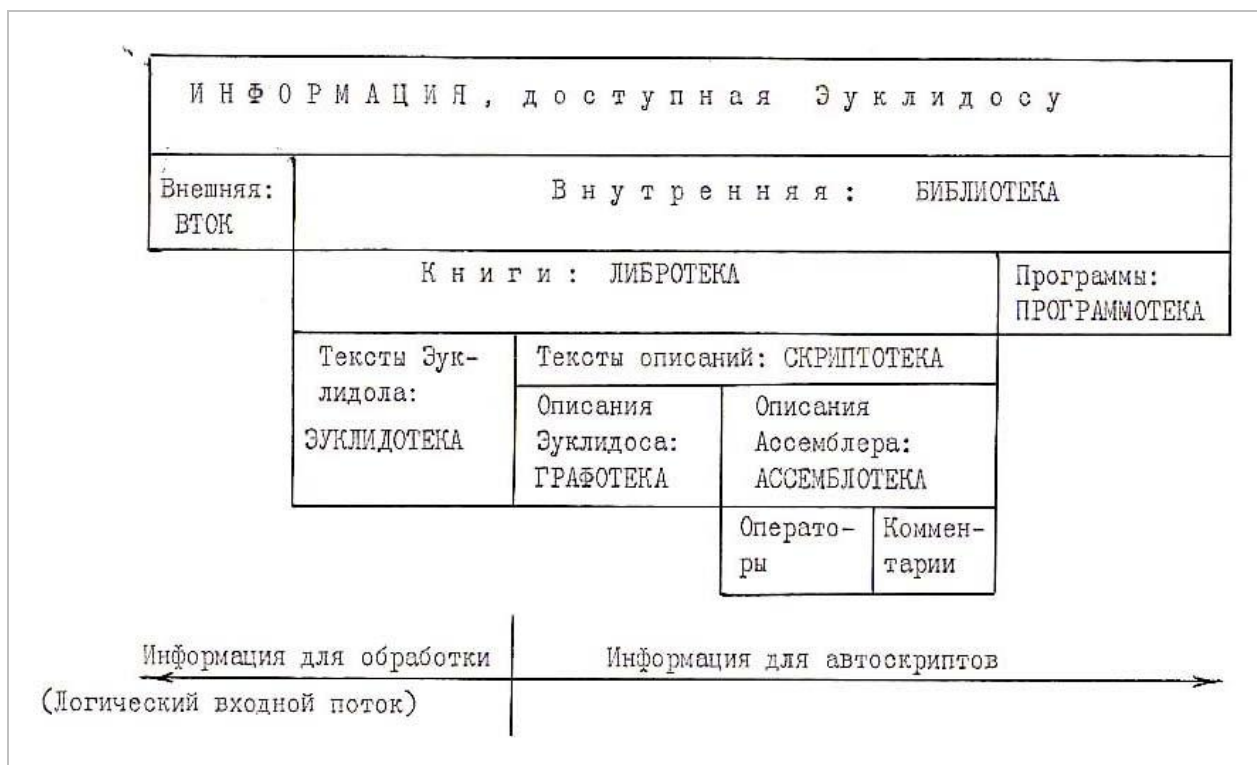 ИНФОРМАЦИЯ, доступная Эуклидосу
Внешняя:
ВТОК
Внутренняя: БИБЛИОТЕКА
Книги: ЛИБРОТЕКА
Программы:
ПРОГРАММОТЕКА
Тексты Эук-
лидола:
ЭУКЛИДОТЕКА
Тексты описаний: СКРИПТОТЕКА
Описания
Эуклидоса:
ГРАФОТЕКА
Описания
Ассемблера:
АССЕМБЛОТЕКА
Операто-
ры
Коммен-
тарии
Информация для обработки
(Логический входной поток)
Информация для автоскриптов